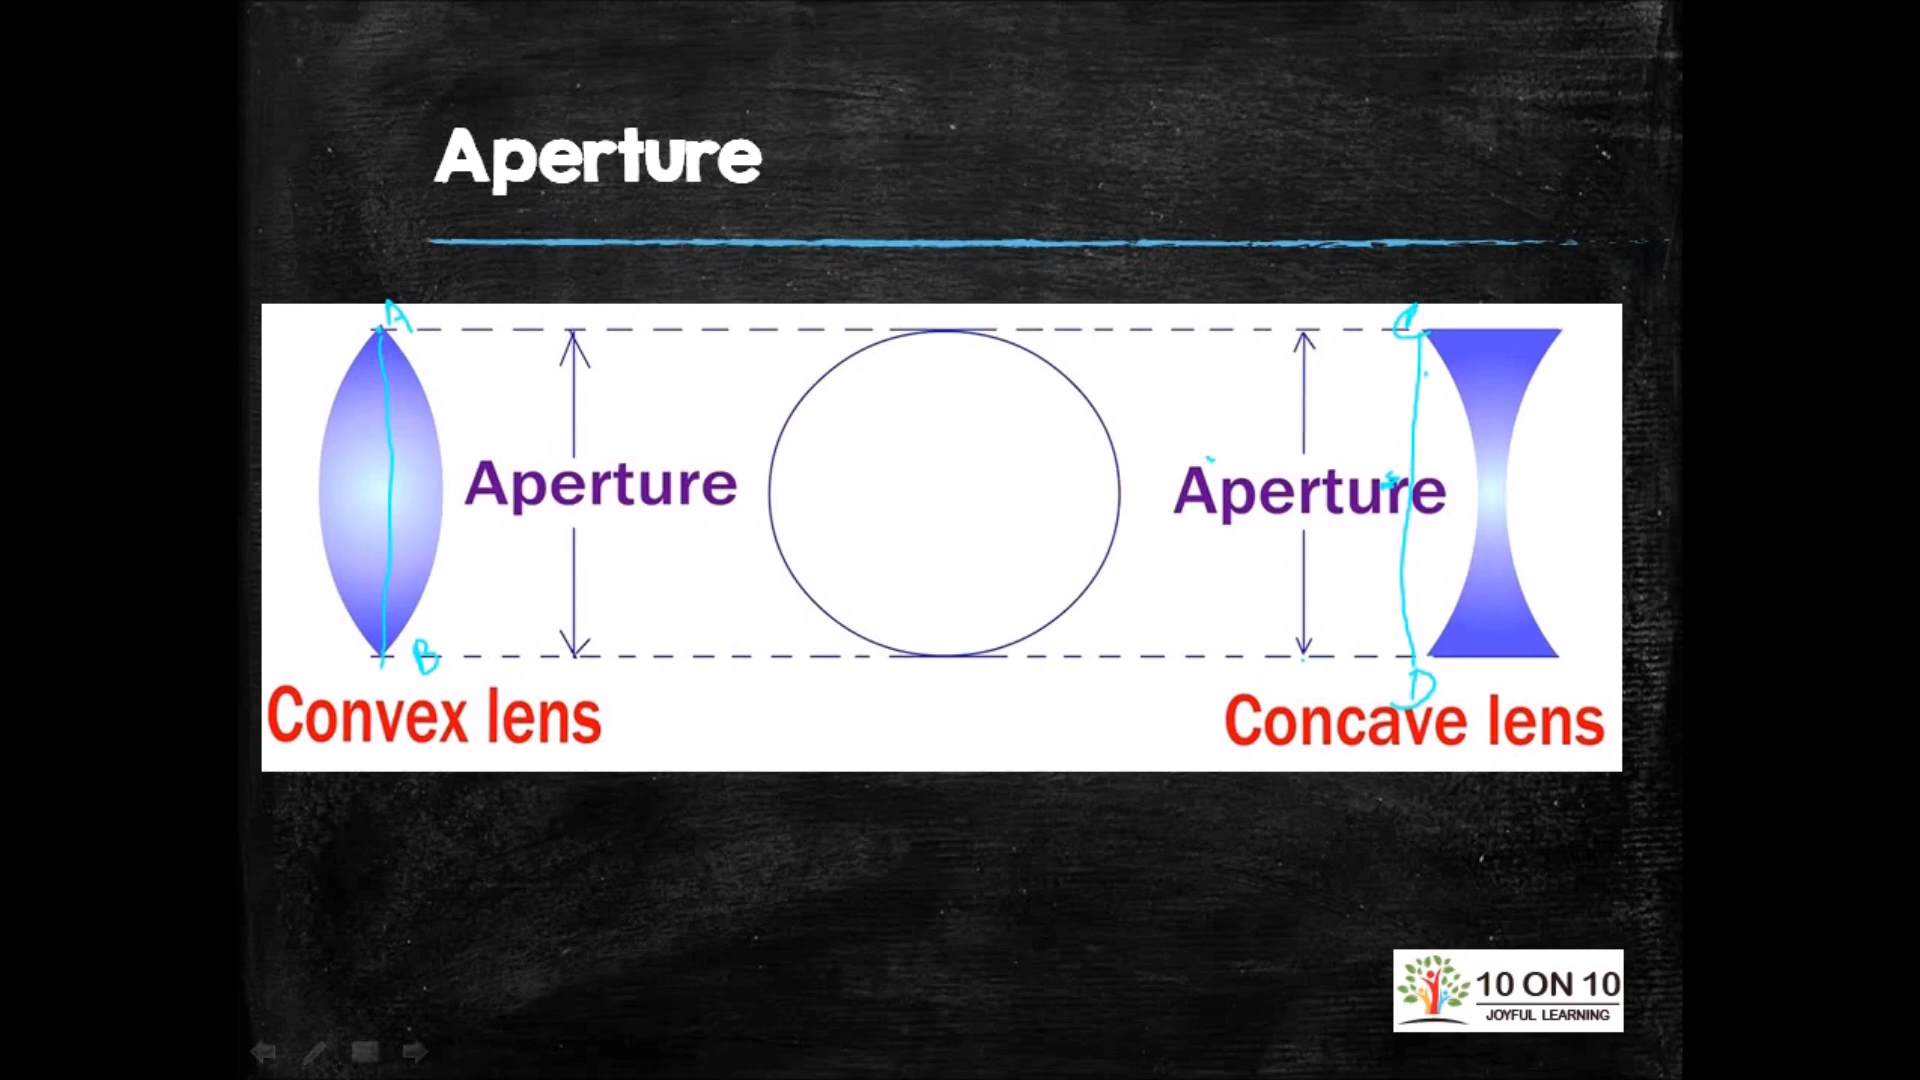 Aperture
A
C
Aperture
Aperture
B
D
Convex lens
Concave lens
10 ON 10
JOYFUL LEARNING